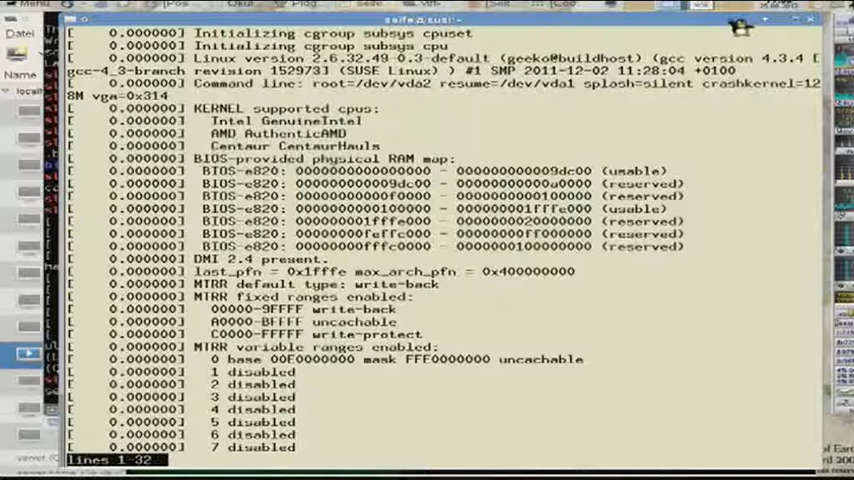 Menu
seife@susi:~
Datei
Name
[    0.000000] Initializing cgroup subsys cpuset
[    0.000000] Initializing cgroup subsys cpu
[    0.000000] Linux version 2.6.32.49-0.3-default (geeko@buildhost) (gcc version 4.3.4 [
gcc-4_3-branch revision 152973] (SUSE Linux) ) #1 SMP 2011-12-02 11:28:04 +0100
[    0.000000] Command line: root=/dev/vda2 resume=/dev/vda1 splash=silent crashkernel=12
8M vga=0x314
[    0.000000] KERNEL supported cpus:
[    0.000000]   Intel GenuineIntel
[    0.000000]   AMD AuthenticAMD
[    0.000000]   Centaur CentaurHauls
[    0.000000] BIOS-provided physical RAM map:
[    0.000000]  BIOS-e820: 0000000000000000 - 000000000009dc00 (usable)
[    0.000000]  BIOS-e820: 000000000009dc00 - 00000000000a0000 (reserved)
[    0.000000]  BIOS-e820: 00000000000f0000 - 0000000000100000 (reserved)
[    0.000000]  BIOS-e820: 0000000000100000 - 000000001fffe000 (usable)
[    0.000000]  BIOS-e820: 000000001fffe000 - 0000000020000000 (reserved)
[    0.000000]  BIOS-e820: 00000000feffc000 - 00000000ff000000 (reserved)
[    0.000000]  BIOS-e820: 00000000fffc0000 - 0000000100000000 (reserved)
[    0.000000] DMI 2.4 present.
[    0.000000] last_pfn = 0x1fffe max_arch_pfn = 0x400000000
[    0.000000] MTRR default type: write-back
[    0.000000] MTRR fixed ranges enabled:
[    0.000000]   00000-9FFFF write-back
[    0.000000]   A0000-BFFFF uncachable
[    0.000000]   C0000-FFFFF write-protect
[    0.000000] MTRR variable ranges enabled:
[    0.000000]   0 base 00E0000000 mask FFE0000000 uncachable
[    0.000000]   1 disabled
[    0.000000]   2 disabled
[    0.000000]   3 disabled
[    0.000000]   4 disabled
[    0.000000]   5 disabled
[    0.000000]   6 disabled
[    0.000000]   7 disabled
lines 1-32